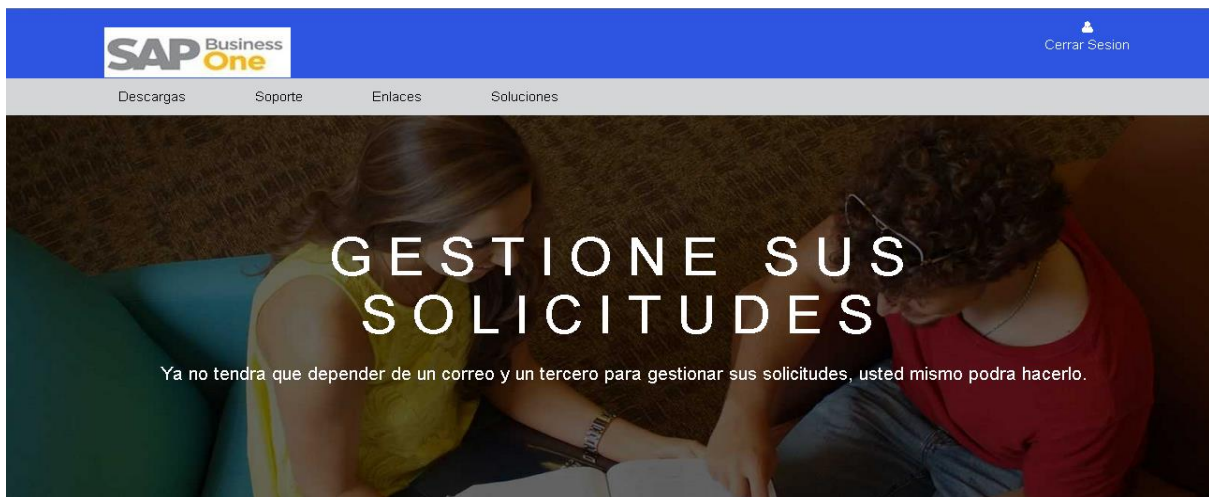 SAP Business One
Cerrar Sesion
Descargas Soporte Enlaces Soluciones
GESTIONE SUS
SOLICITUDES
Ya no tendra que depender de un correo y un tercero para gestionar sus solicitudes, usted mismo podra hacerlo.